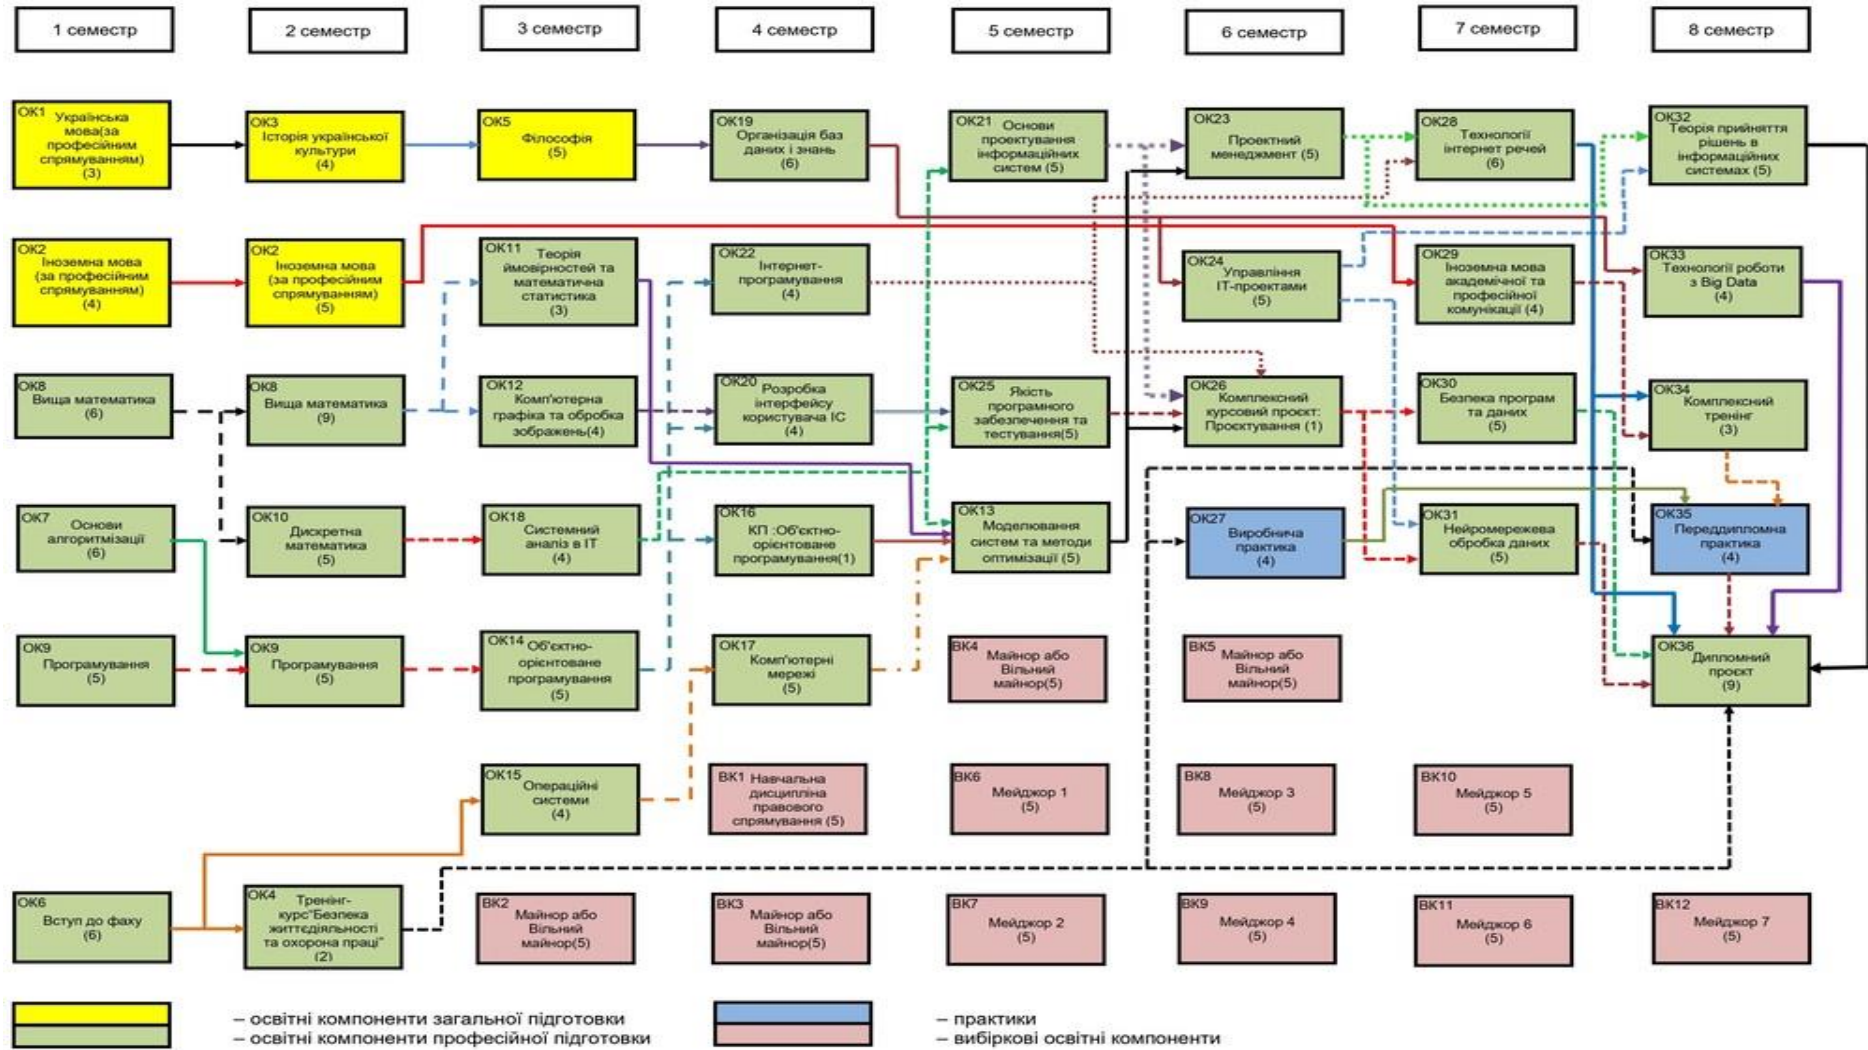 1 семестр
2 семестр
3 семестр
4 семестр
5 семестр
6 семестр
7 семестр
8 семестр
ОК1
Українська
мова(за
професійним
спрямуванням)
(3)
ОК3
Історія української
культури
(4)
ОК5
Філософія
(5)
ОК19
Організація баз
даних і знань
(6)
ОК21
Основи
проектування
інформаційних
систем (5)
ОК23
Проектний
менеджмент (5)
ОК28
Технології
інтернет речей
(6)
ОК32
Теорія прийняття
рішень в
інформаційних
системах (5)
ОК2
Іноземна мова
(за професійним
спрямуванням)
(4)
ОК2
Іноземна мова
(за професійним
спрямуванням)
(5)
ОК11
Теорія
ймовірностей та
математична
статистика
(3)
ОК22
Інтернет-
програмування
(4)
ОК24
Управління
ІТ-проектами
(5)
ОК29
Іноземна мова
академічної та
професійної
комунікації (4)
ОК33
Технології роботи
з Big Data
(4)
ОК8
Вища математика
(6)
ОК8
Вища математика
(9)
ОК12
Комп'ютерна
графіка та обробка
зображень(4)
ОК20
Розробка
інтерфейсу
користувача ІС
(4)
ОК25
Якість
програмного
забезпечення та
тестування(5)
ОК26
Комплексний
курсовий проєкт:
Проєктування (1)
ОК30
Безпека програм
та даних
(5)
ОК34
Комплексний
тренінг
(3)
ОК7
Основи
алгоритмізації
(6)
ОК10
Дискретна
математика
(5)
ОК18
Системний
аналіз в ІТ
(4)
ОК16
КП :Об'єктно-
орієнтоване
програмування(1)
ОК13
Моделювання
систем та методи
оптимізації (5)
ОК27
Виробнича
практика
(4)
ОК31
Нейромережева
обробка даних
(5)
ОК35
Переддипломна
практика
(4)
ОК9
Програмування
(5)
ОК9
Програмування
(5)
ОК14
Об'єктно-
орієнтоване
програмування
(5)
ОК17
Комп'ютерні
мережі
(5)
ВК4
Майнор або
Вільний
майнор(5)
ВК5
Майнор або
Вільний
майнор(5)
ОК36
Дипломний
проєкт
(9)
ОК15
Операційні
системи
(4)
ВК1
Навчальна
дисципліна
правового
спрямування (5)
ВК6
Мейджор 1
(5)
ВК8
Мейджор 3
(5)
ВК10
Мейджор 5
(5)
ОК6
Вступ до фаху
(6)
ОК4
Тренінг-
курс"Безпека
життєдіяльності
та охорона праці"
(2)
ВК2
Майнор або
Вільний
майнор(5)
ВК3
Майнор або
Вільний
майнор(5)
ВК7
Мейджор 2
(5)
ВК9
Мейджор 4
(5)
ВК11
Мейджор 6
(5)
ВК12
Мейджор 7
(5)
– освітні компоненти загальної підготовки
– освітні компоненти професійної підготовки
– практики
– вибіркові освітні компоненти